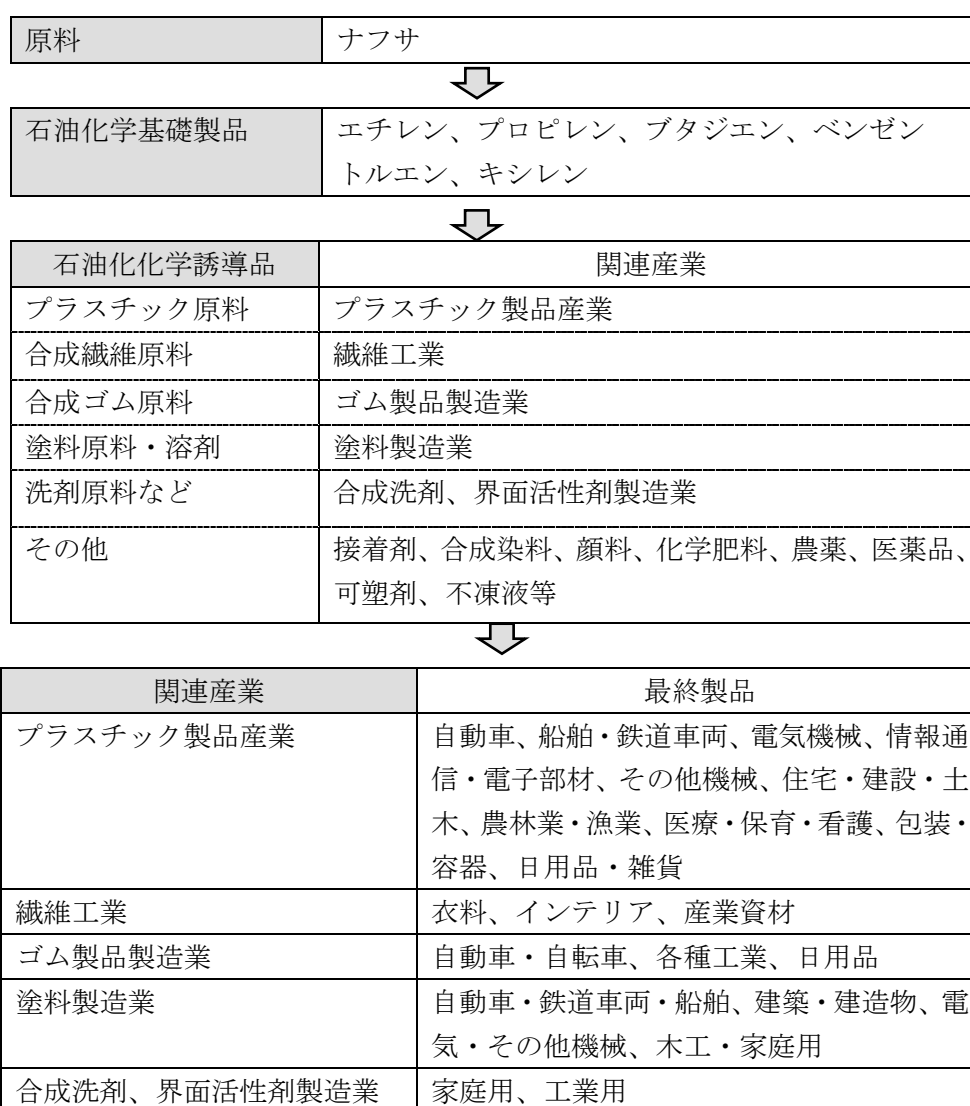 原料 ナフサ
石油化学基礎製品 エチレン、プロピレン、ブタジエン、ベンゼン
トルエン、キシレン
石油化化学誘導品 関連産業
プラスチック原料 プラスチック製品産業
合成繊維原料 繊維工業
合成ゴム原料 ゴム製品製造業
塗料原料・溶剤 塗料製造業
洗剤原料など 合成洗剤、界面活性剤製造業
その他 接着剤、合成染料、顔料、化学肥料、農薬、医薬品、
可塑剤、不凍液等
関連産業 最終製品
プラスチック製品産業 自動車、船舶・鉄道車両、電気機械、情報通
信・電子部材、その他機械、住宅・建設・土
木、農林業・漁業、医療・保育・看護、包装・
容器、日用品・雑貨
繊維工業 衣料、インテリア、産業資材
ゴム製品製造業 自動車・自転車、各種工業、日用品
塗料製造業 自動車・鉄道車両・船舶、建築・建造物、電
気・その他機械、木工・家庭用
合成洗剤、界面活性剤製造業 家庭用、工業用